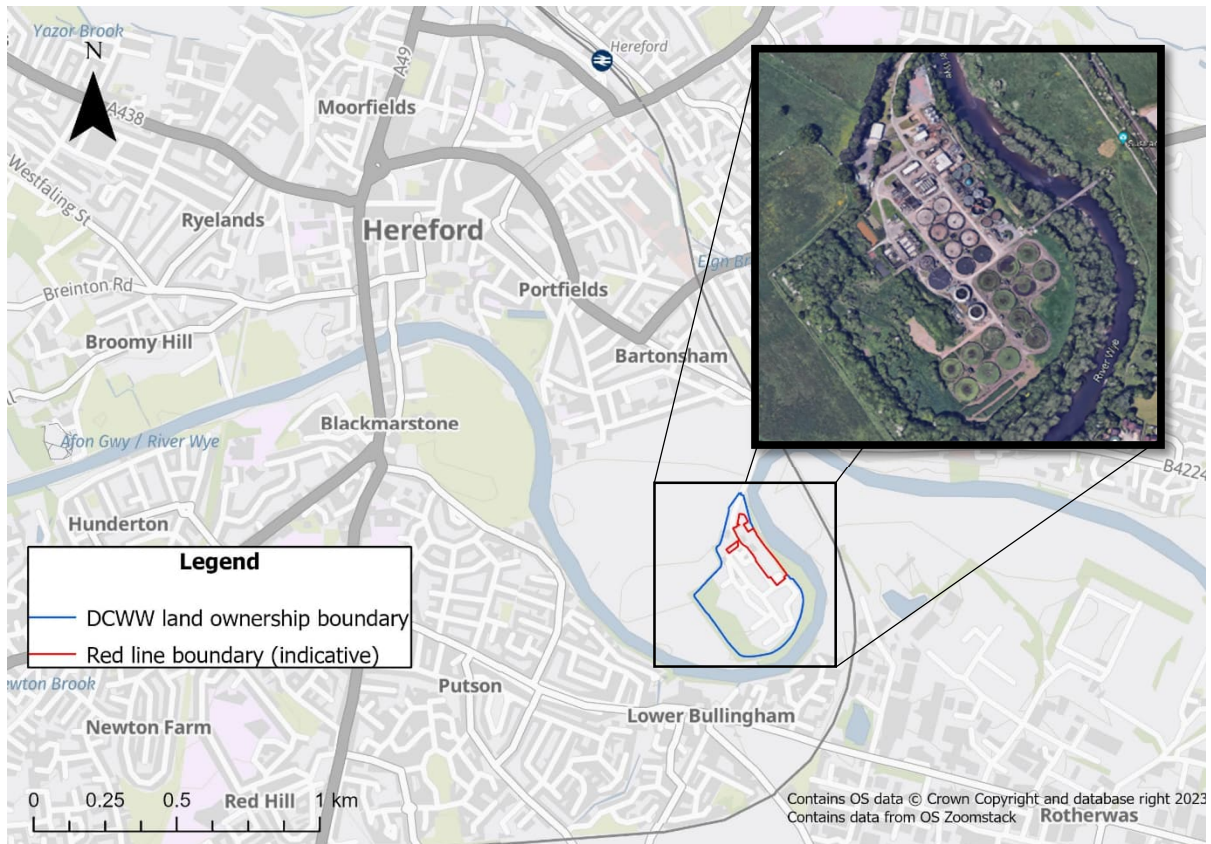 Yazor Brook
N
A49
Hereford
Moorfields
A438
Westfaling St
Ryelands
Hereford
Breinton Rd
Portfields
Broomy Hill
Bartonsham
River Wye
Blackmarstone
Afon Gwy / River Wye
B4224
Hunderton
Legend
DCWW land ownership boundary
Red line boundary (indicative)
Putson
Newton Farm
Lower Bullingham
0 0.25 0.5 1 km
Red Hill
Contains OS data © Crown Copyright and database right 2023
Contains data from OS Zoomstack
Rotherwas